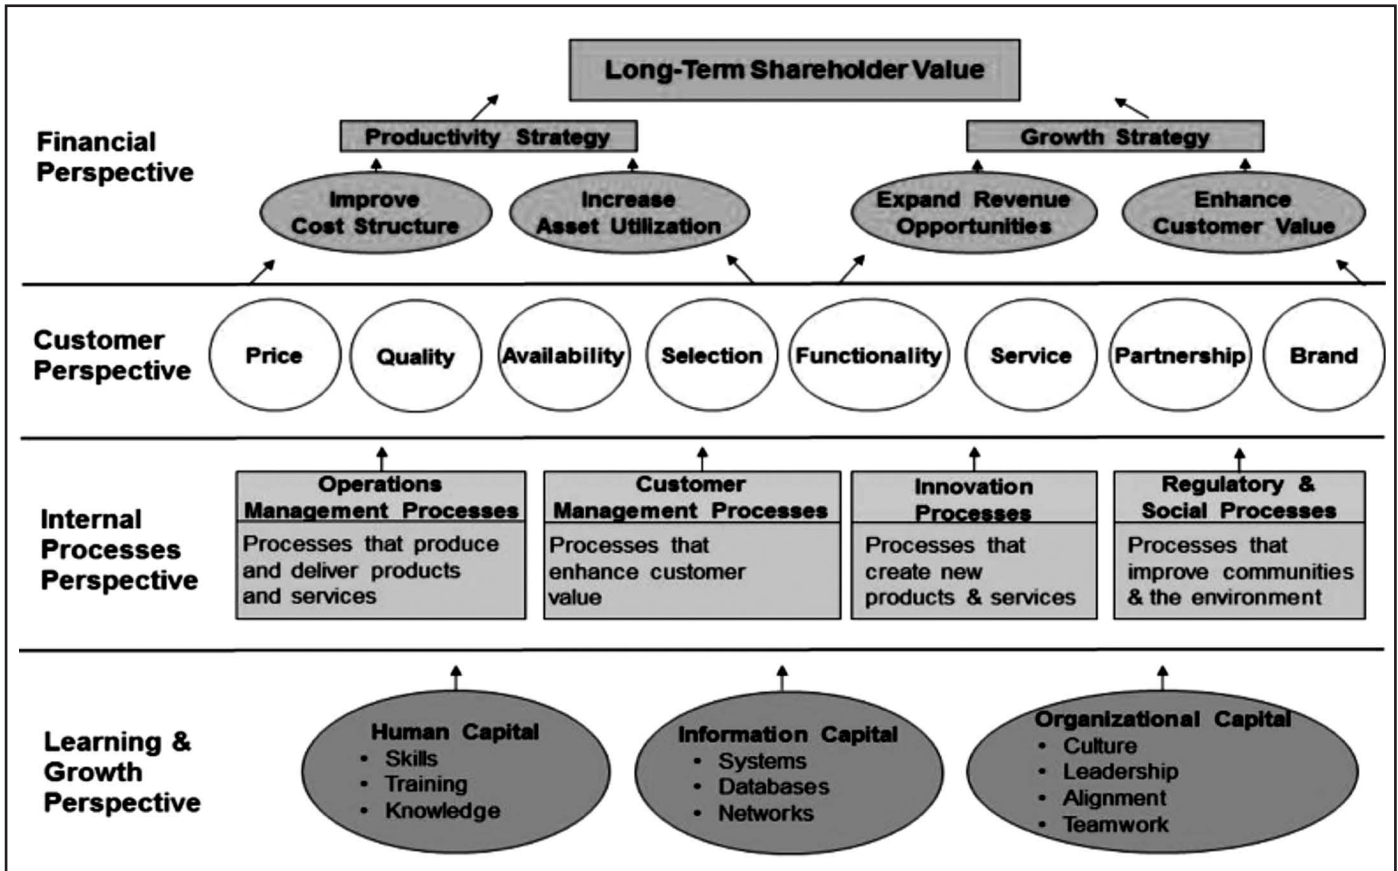 Long-Term Shareholder Value
Financial
Perspective
Productivity Strategy
Growth Strategy
Improve
Cost Structure
Increase
Asset Utilization
Expand Revenue
Opportunities
Enhance
Customer Value
Customer
Perspective
Price
Quality
Availability
Selection
Functionality
Service
Partnership
Brand
Internal
Processes
Perspective
Operations
Management Processes
Processes that produce
and deliver products
and services
Customer
Management Processes
Processes that
enhance customer
value
Innovation
Processes
Processes that
create new
products & services
Regulatory &
Social Processes
Processes that
improve communities
& the environment
Learning &
Growth
Perspective
Human Capital
• Skills
• Training
• Knowledge
Information Capital
• Systems
• Databases
• Networks
Organizational Capital
• Culture
• Leadership
• Alignment
• Teamwork